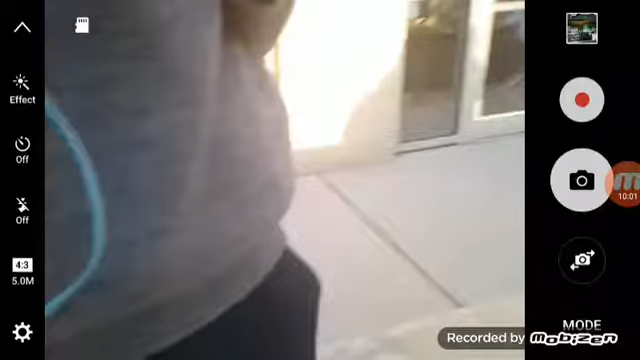 Effect
Off
Off
4:3
5.0M
10:01
MODE
Recorded by
mobizen